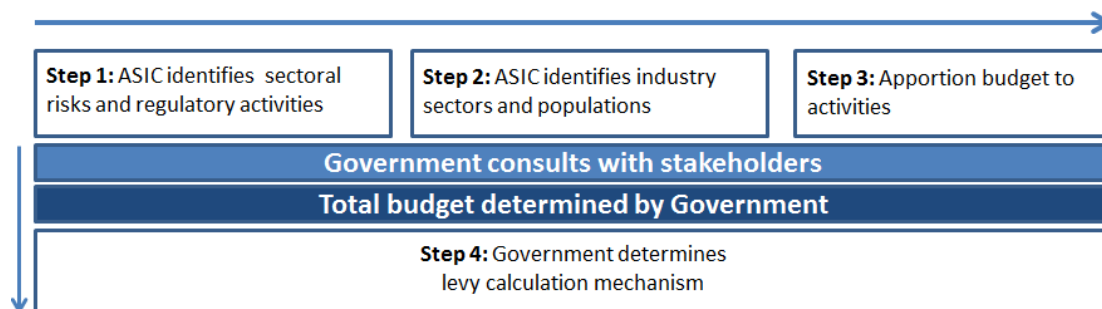 Step 1: ASIC identifies sectoral
risks and regulatory activities
Step 2: ASIC identifies industry
sectors and populations
Step 3: Apportion budget to
activities
Government consults with stakeholders
Total budget determined by Government
Step 4: Government determines
levy calculation mechanism